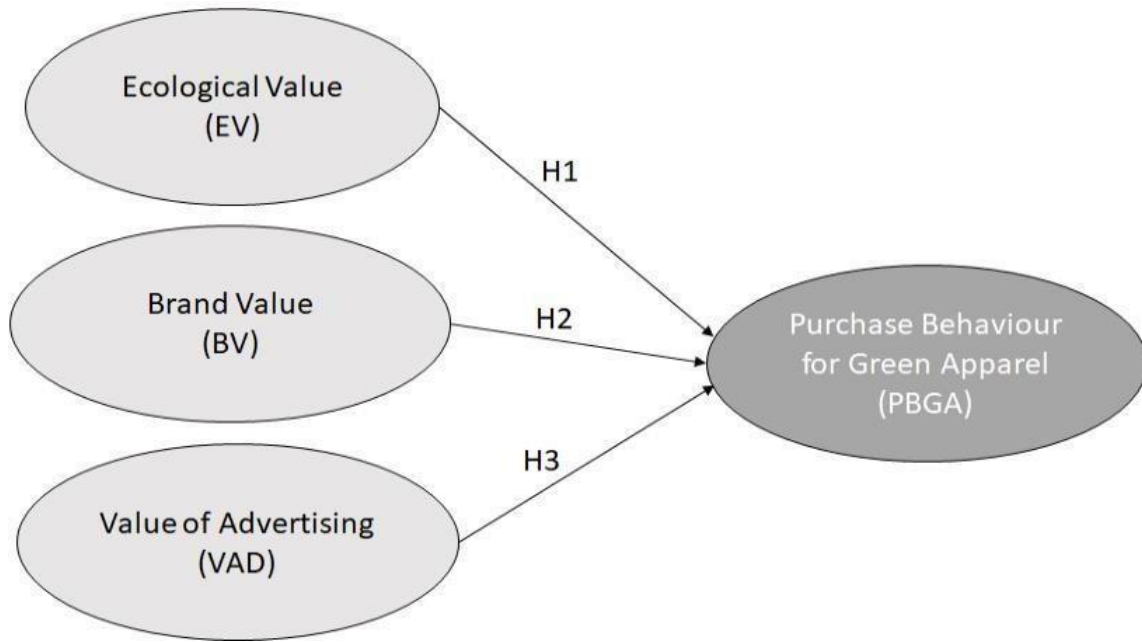 Ecological Value
(EV)
H1
Brand Value
(BV)
H2
Purchase Behaviour
for Green Apparel
(PBGA)
H3
Value of Advertising
(VAD)